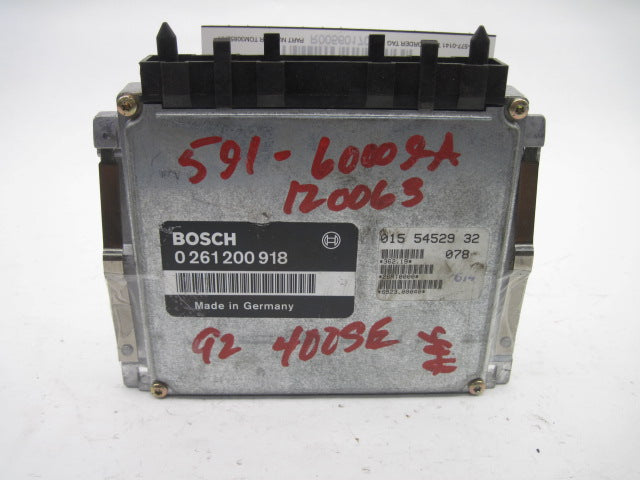 591-60009A
120063
BOSCH
0 261 200 918
Made in Germany
015 54529 32
078
92 400SE